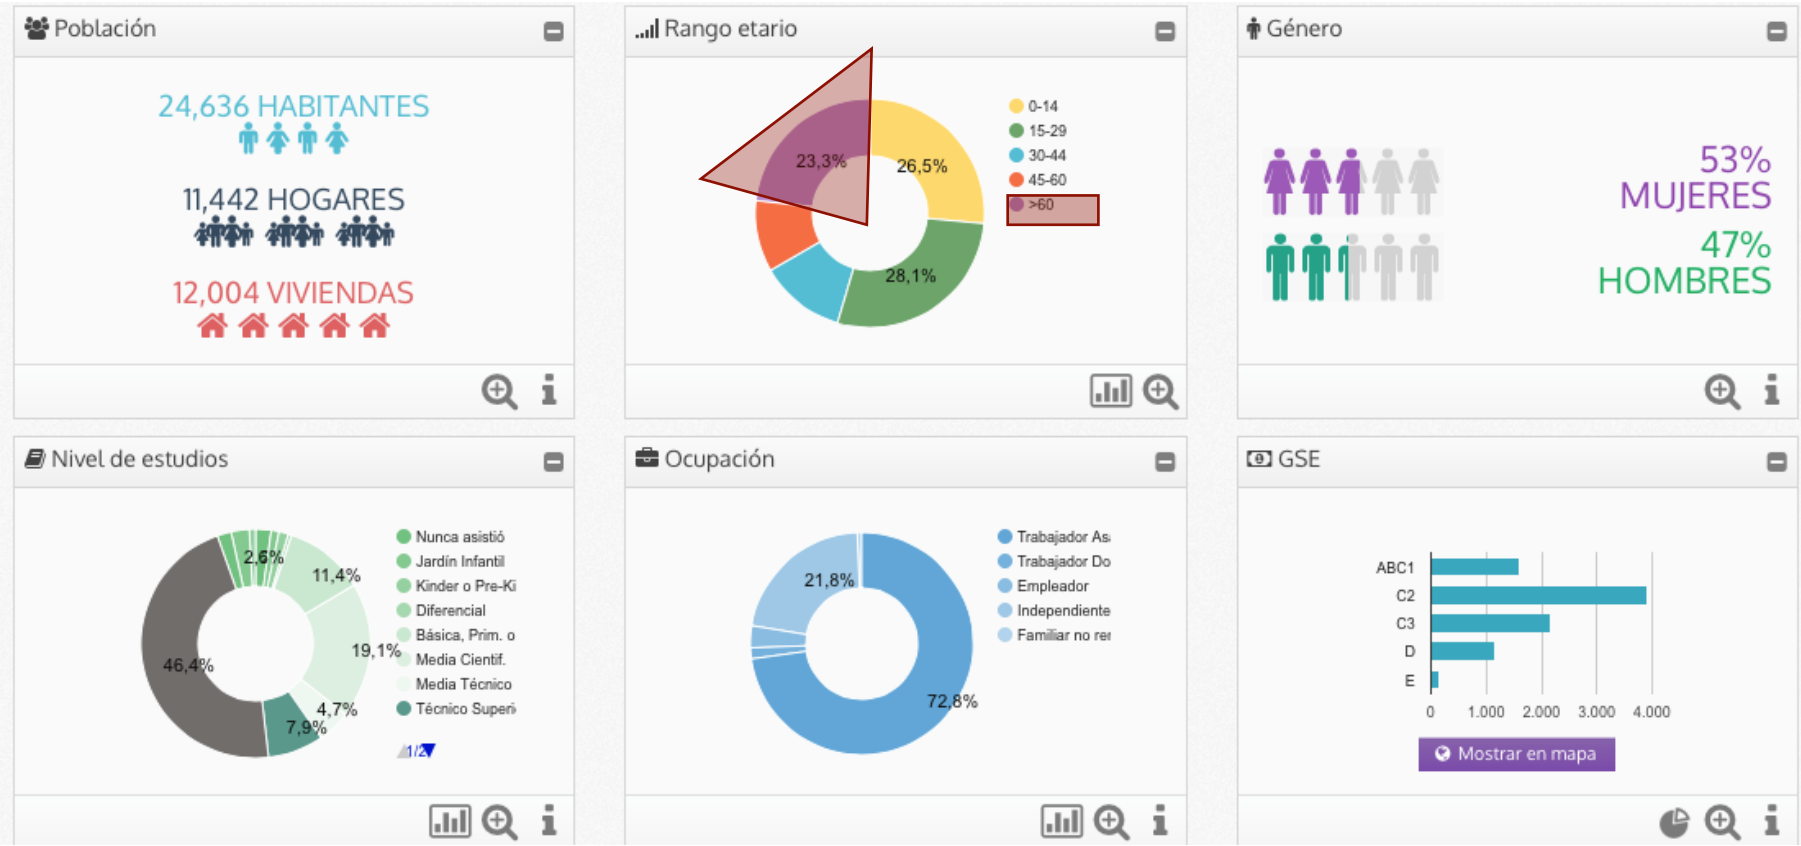 Población
24,636 HABITANTES
11,442 HOGARES
12,004 VIVIENDAS
Rango etario
23,3%
26,5%
28,1%
0-14
15-29
30-44
45-60
>60
Género
53%
MUJERES
47%
HOMBRES
Nivel de estudios
11,4%
19,1%
46,4%
4,7%
7,9%
Nunca asistió
Jardín Infantil
Kinder o Pre-Ki
Diferencial
Básica, Prim. o
Media Cientif.
Media Técnico
Técnico Superi
1/2
Ocupación
21,8%
72,8%
Trabajador As
Trabajador Do
Empleador
Independiente
Familiar no rer
GSE
ABC1
C2
C3
D
E
0 1.000 2.000 3.000 4.000
Mostrar en mapa